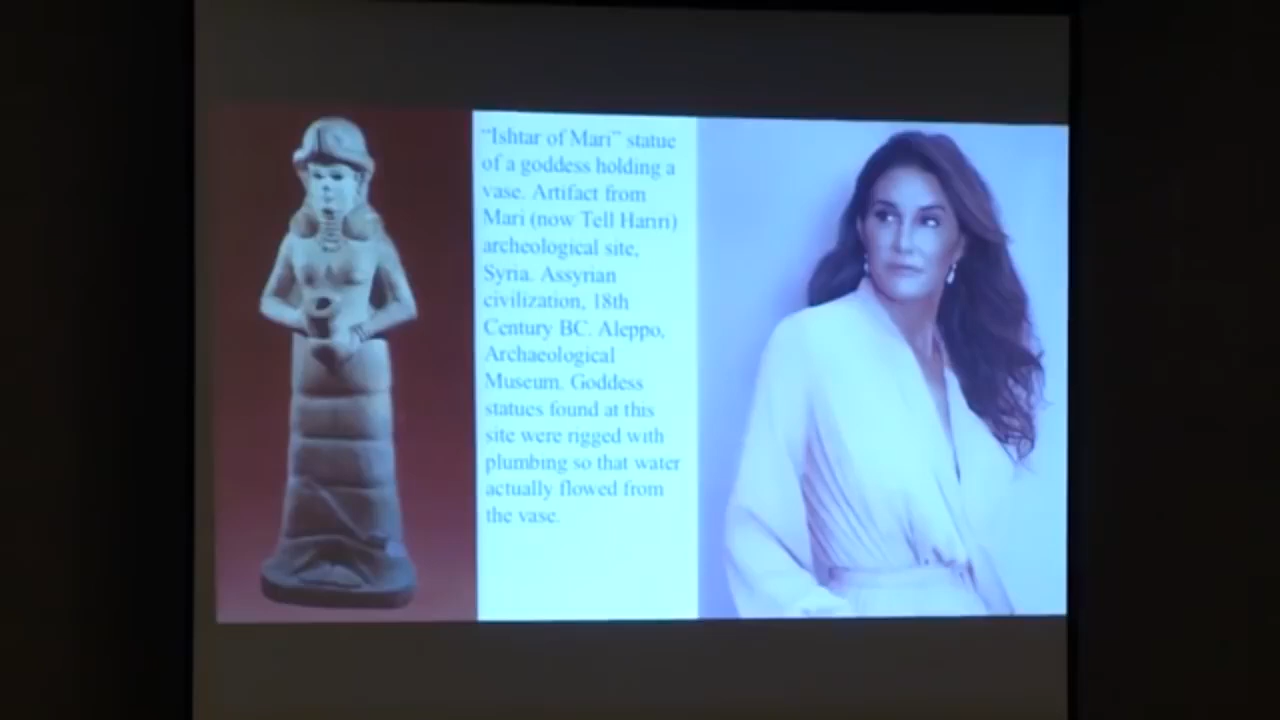 “Ishtar of Mari” statue
of a goddess holding a
vase. Artifact from
Mari (now Tell Hariri)
archeological site,
Syria. Assyrian
civilization, 18th
Century BC. Aleppo,
Archaeological
Museum. Goddess
statues found at this
site were rigged with
plumbing so that water
actually flowed from
the vase.